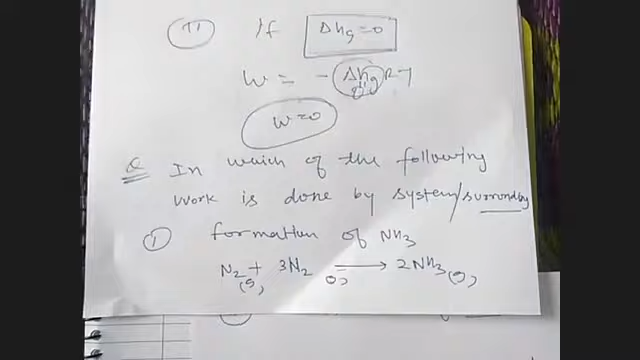 (II) If Δng=0
W = - Δng RT
W=0
Q In which of the following
work is done by system/surrounding
(1) formation of NH3
N2(g) + 3N2 → 2NH3(g)